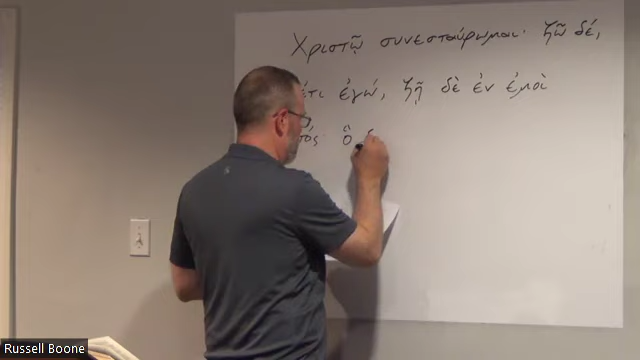 Χριστῷ συνεσταύρωμαι· ζῶ δέ,
ἐγώ, ζῇ δὲ ἐν ἐμοὶ
ὃ
Russell Boone